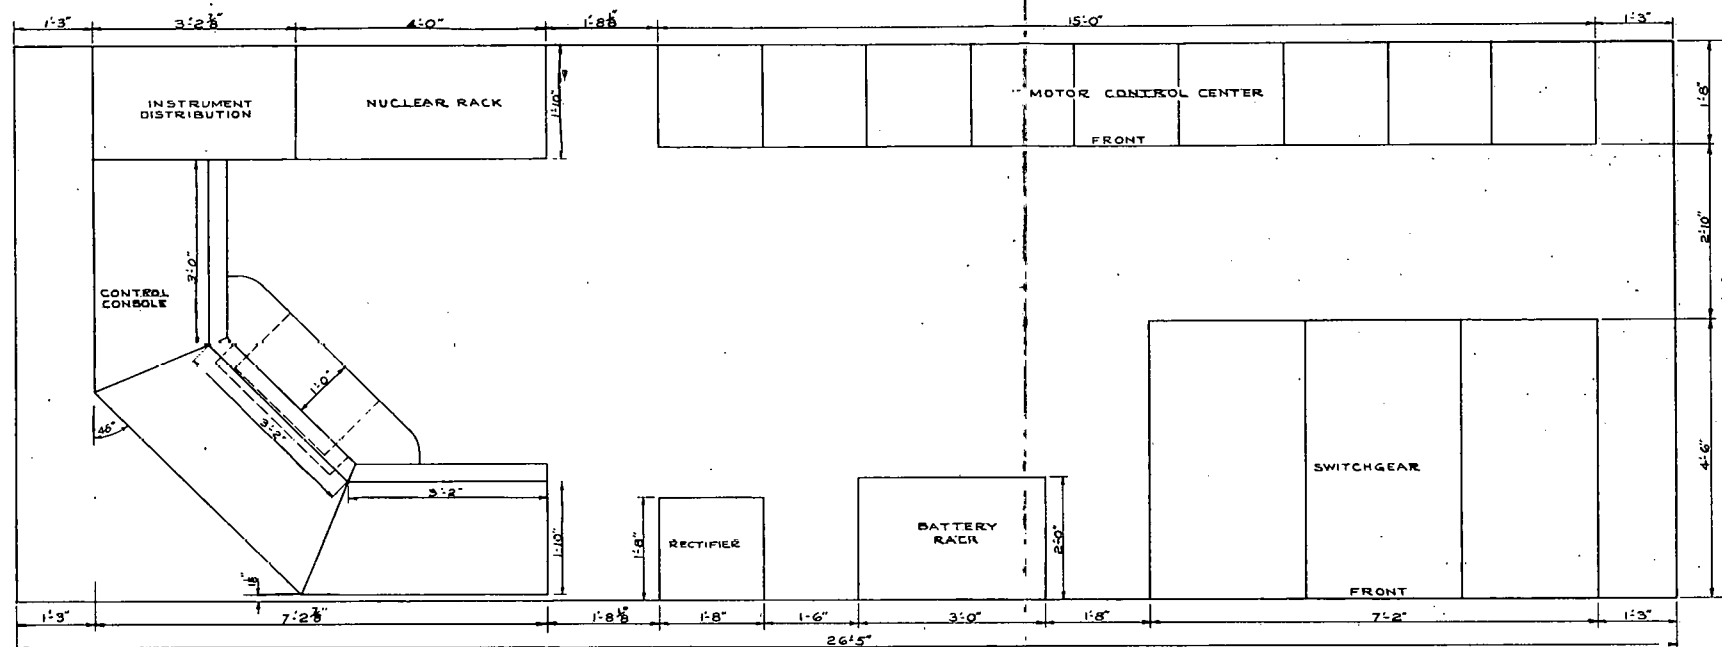 1'-3" 3'-2⅞" 4'-0" 1'-8⅛" 15'-0" 1'-3"
INSTRUMENT
DISTRIBUTION
NUCLEAR RACK
1'-10"
MOTOR CONTROL CENTER
FRONT
1'-8"
3'-0"
2'-10"
CONTROL
CONSOLE
1'-0"
46°
3'-2"
3'-2"
1'-10"
1'-8"
RECTIFIER
BATTERY
RACK
2'-0"
SWITCHGEAR
4'-6"
FRONT
1'-3" 7'-2⅞" 1'-8⅛" 1'-8" 1'-6" 3'-0" 1'-8" 7'-2" 1'-3"
26'-5"